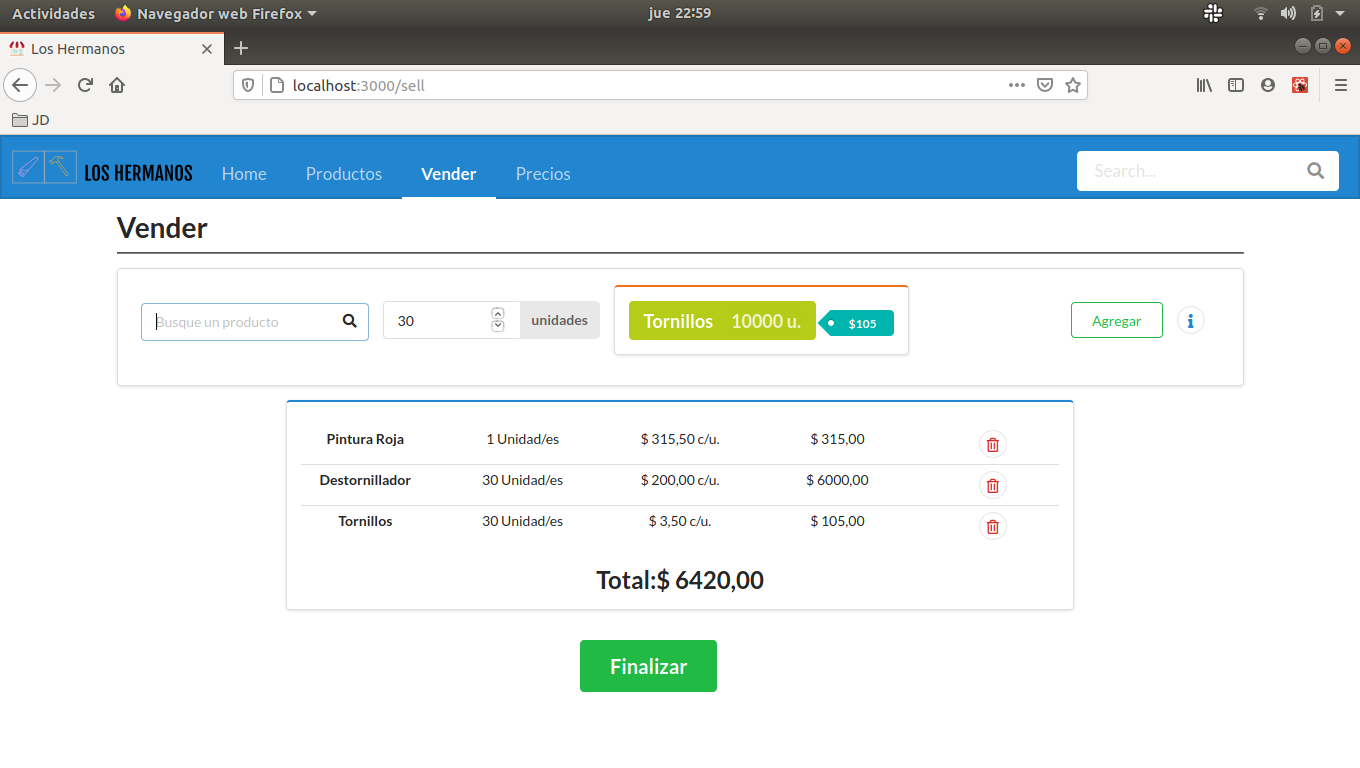 Actividades Navegador web Firefox jue 22:59
Los Hermanos
localhost:3000/sell
JD
LOS HERMANOS Home Productos Vender Precios Search...
Vender
Busque un producto 30 unidades Tornillos 10000 u. $105 Agregar
Pintura Roja 1 Unidad/es $ 315,50 c/u. $ 315,00
Destornillador 30 Unidad/es $ 200,00 c/u. $ 6000,00
Tornillos 30 Unidad/es $ 3,50 c/u. $ 105,00
Total:$ 6420,00
Finalizar